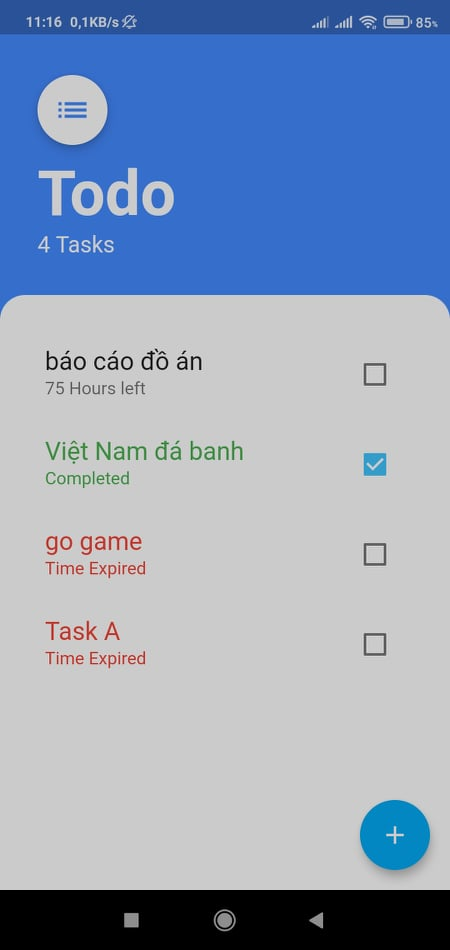 11:16 0,1KB/s 85%
Todo
4 Tasks
báo cáo đồ án
75 Hours left
Việt Nam đá banh
Completed
go game
Time Expired
Task A
Time Expired